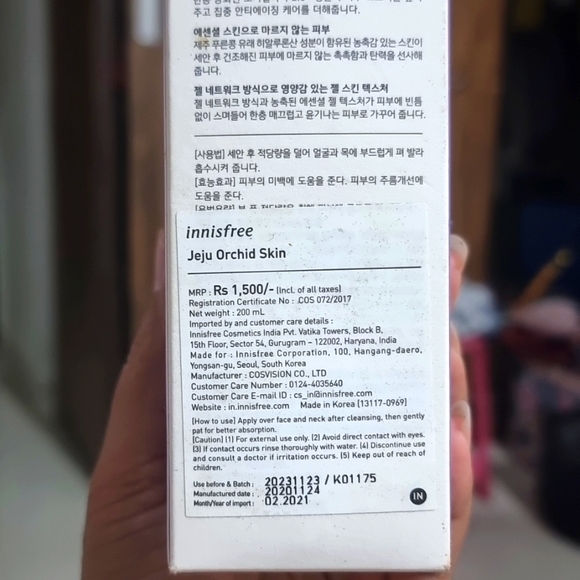 주고 집중 안티에이징 케어를 더해줍니다.
에센셜 스킨으로 마르지 않는 피부
제주 푸른콩 유래 히알루론산 성분이 함유된 농축감 있는 스킨이
세안 후 건조해진 피부에 마르지 않는 촉촉함과 탄력을 선사해
줍니다.
젤 네트워크 방식으로 영양감 있는 젤 스킨 텍스처
젤 네트워크 방식과 농축된 에센셜 젤 텍스처가 피부에 빈틈
없이 스며들어 한층 매끄럽고 윤기나는 피부로 가꾸어 줍니다.
[사용법] 세안 후 적당량을 덜어 얼굴과 목에 부드럽게 펴 발라
흡수시켜 줍니다.
[효능효과] 피부의 미백에 도움을 준다. 피부의 주름개선에
도움을 준다.
innisfree
Jeju Orchid Skin
MRP : Rs 1,500/- (Incl. of all taxes)
Registration Certificate No : COS 072/2017
Net weight : 200 mL
Imported by and customer care details :
Innisfree Cosmetics India Pvt. Vatika Towers, Block B,
15th Floor, Sector 54, Gurugram – 122002, Haryana, India
Made for : Innisfree Corporation, 100, Hangang-daero,
Yongsan-gu, Seoul, South Korea
Manufacturer : COSVISION CO., LTD
Customer Care Number : 0124-4035640
Customer Care E-mail ID : cs_in@innisfree.com
Website : in.innisfree.com Made in Korea [13117-0969]
[How to use] Apply over face and neck after cleansing, then gently
pat for better absorption.
[Caution] (1) For external use only. (2) Avoid direct contact with eyes.
(3) If contact occurs rinse thoroughly with water. (4) Discontinue use
and consult a doctor if irritation occurs. (5) Keep out of reach of
children.
Use before & Batch : 20231123 / K01175
Manufactured date : 20201124
Month/Year of import : 02.2021
IN